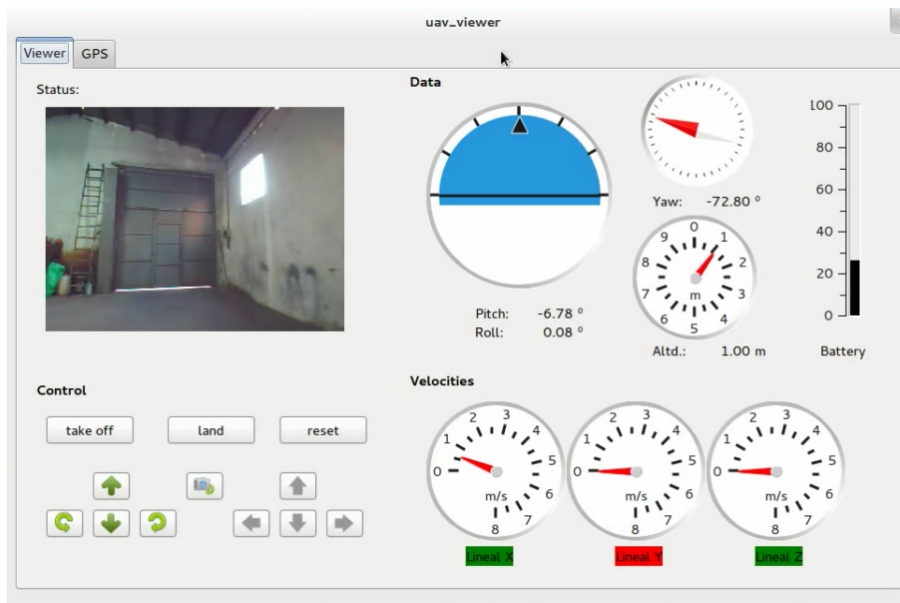 uav_viewer
Viewer GPS
Status:
Data
Yaw: -72.80 º
0 1 2 3 4 5 6 7 8 9
m
Altd.: 1.00 m
100
80
60
40
20
0
Battery
Pitch: -6.78 º
Roll: 0.08 º
Control
take off land reset
Velocities
0 1 2 3 4 5 6 7 8
m/s
Lineal X
0 1 2 3 4 5 6 7 8
m/s
Lineal Y
0 1 2 3 4 5 6 7 8
m/s
Lineal Z